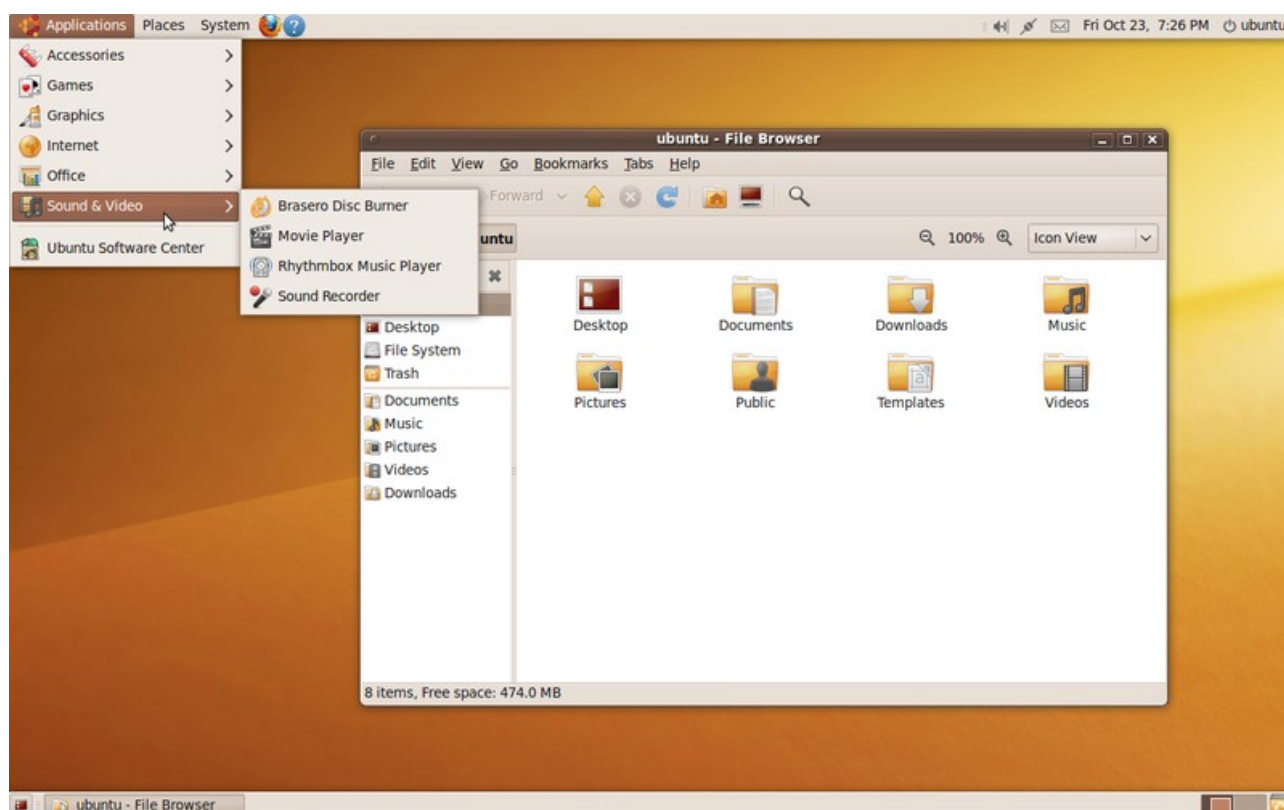 Applications Places System ? Fri Oct 23, 7:26 PM ubuntu
Accessories
Games
Graphics
Internet
Office
Sound & Video
Ubuntu Software Center
Brasero Disc Burner
Movie Player
Rhythmbox Music Player
Sound Recorder
ubuntu - File Browser
File Edit View Go Bookmarks Tabs Help
Forward
untu 100% Icon View
Desktop
File System
Trash
Documents
Music
Pictures
Videos
Downloads
Desktop Documents Downloads Music
Pictures Public Templates Videos
8 items, Free space: 474.0 MB
ubuntu - File Browser